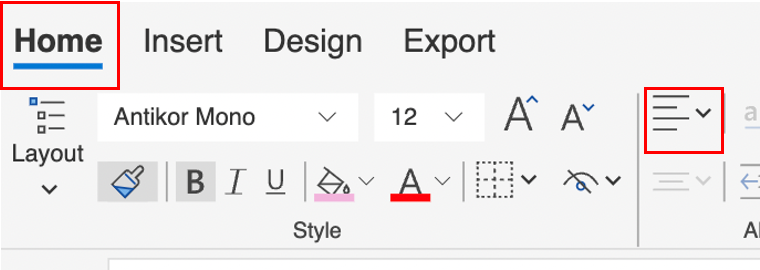 Home Insert Design Export
Antikor Mono 12 A A
Layout
B I U A
Style